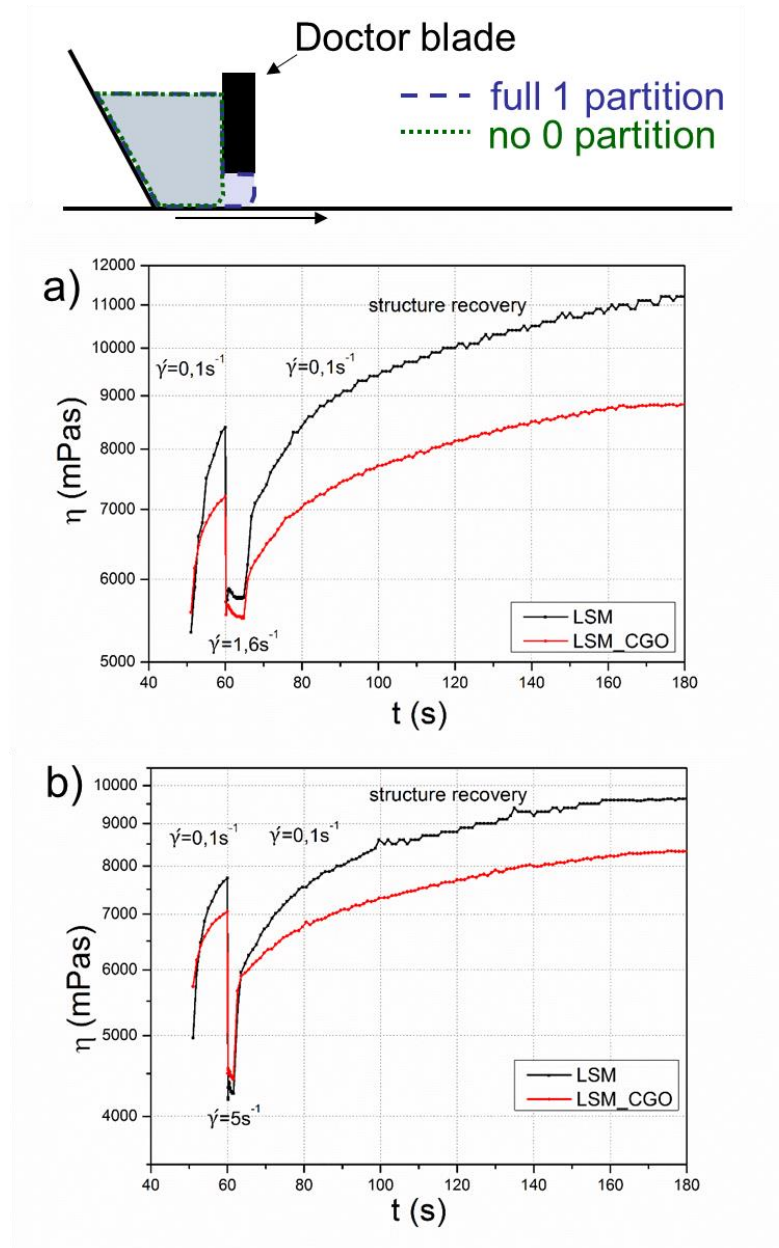 Doctor blade
full 1 partition
no 0 partition
a)
12000
11000
10000
9000
8000
7000
6000
5000
η (mPas)
structure recovery
γ̇=0,1s⁻¹
γ̇=0,1s⁻¹
γ̇=1,6s⁻¹
LSM
LSM_CGO
40 60 80 100 120 140 160 180
t (s)
b)
10000
9000
8000
7000
6000
5000
4000
η (mPas)
structure recovery
γ̇=0,1s⁻¹
γ̇=0,1s⁻¹
γ̇=5s⁻¹
LSM
LSM_CGO
40 60 80 100 120 140 160 180
t (s)